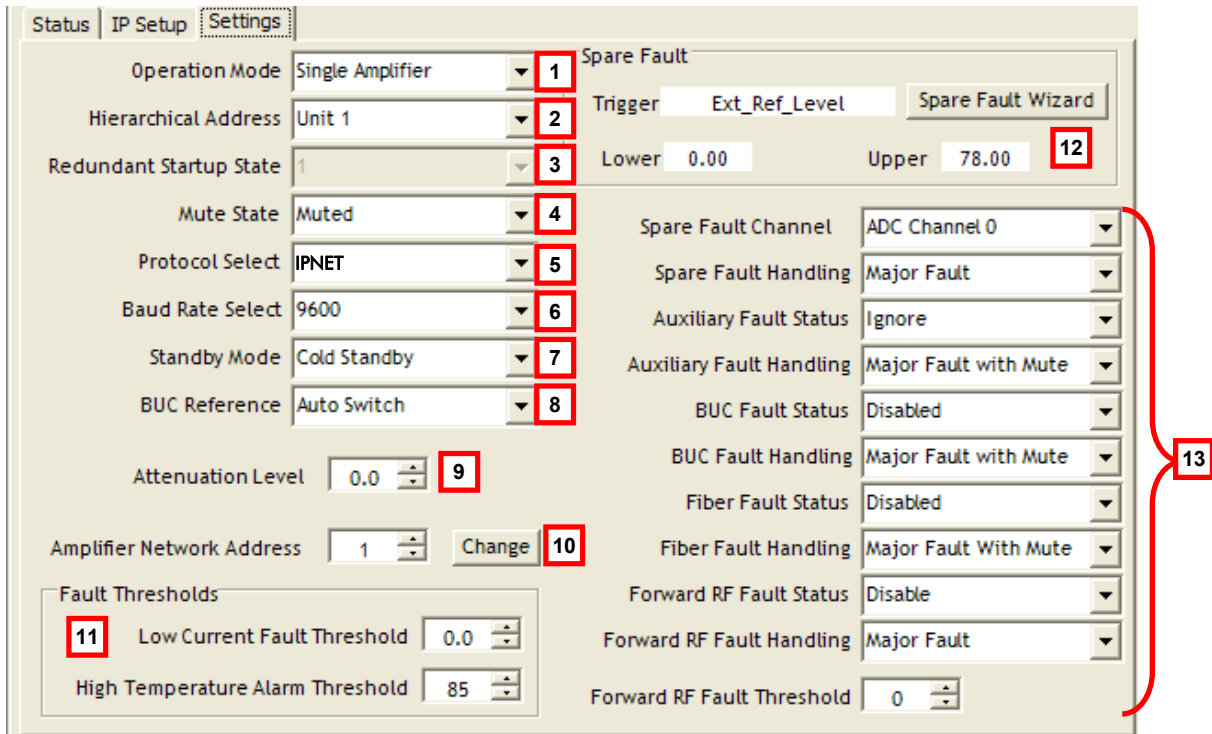 Status IP Setup Settings
Operation Mode Single Amplifier 1
Hierarchical Address Unit 1 2
Redundant Startup State 1 3
Mute State Muted 4
Protocol Select IPNET 5
Baud Rate Select 9600 6
Standby Mode Cold Standby 7
BUC Reference Auto Switch 8
Attenuation Level 0.0 9
Amplifier Network Address 1 Change 10
Fault Thresholds
11 Low Current Fault Threshold 0.0
High Temperature Alarm Threshold 85
Spare Fault
Trigger Ext_Ref_Level Spare Fault Wizard
Lower 0.00 Upper 78.00 12
Spare Fault Channel ADC Channel 0
Spare Fault Handling Major Fault
Auxiliary Fault Status Ignore
Auxiliary Fault Handling Major Fault with Mute
BUC Fault Status Disabled
BUC Fault Handling Major Fault with Mute 13
Fiber Fault Status Disabled
Fiber Fault Handling Major Fault With Mute
Forward RF Fault Status Disable
Forward RF Fault Handling Major Fault
Forward RF Fault Threshold 0